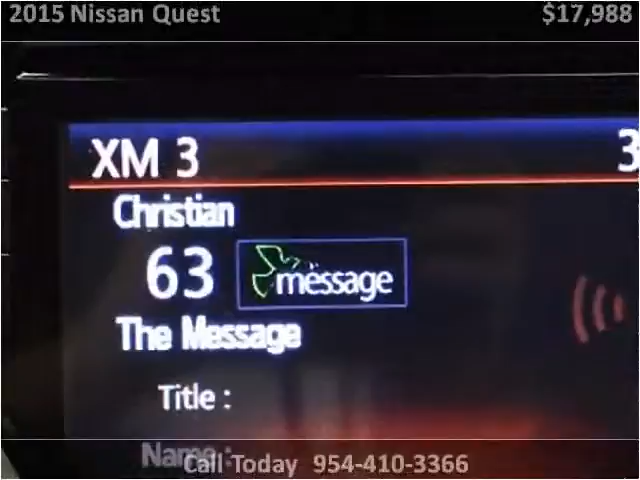 2015 Nissan Quest $17,988
XM 3 3
Christian
63 message
The Message
Title :
Name :
Call Today 954-410-3366